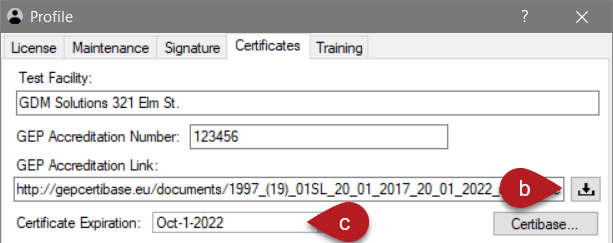 Profile
? ×
License Maintenance Signature Certificates Training
Test Facility:
GDM Solutions 321 Elm St.
GEP Accreditation Number: 123456
GEP Accreditation Link:
http://gepcertibase.eu/documents/1997_(19)_01SL_20_01_2017_20_01_2022_ b
Certificate Expiration: Oct-1-2022 c Certibase...